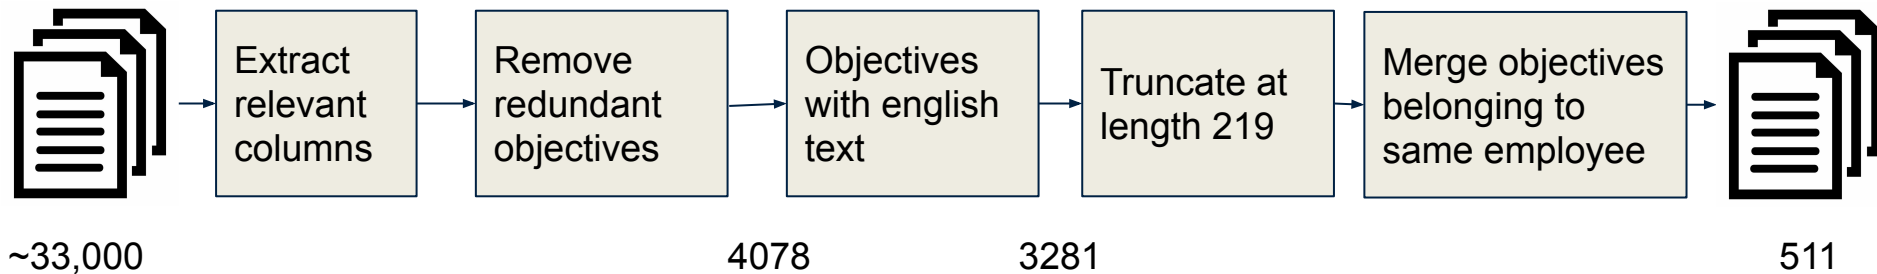 Extract
relevant
columns
Remove
redundant
objectives
Objectives
with english
text
Truncate at
length 219
Merge objectives
belonging to
same employee
~33,000
4078
3281
511